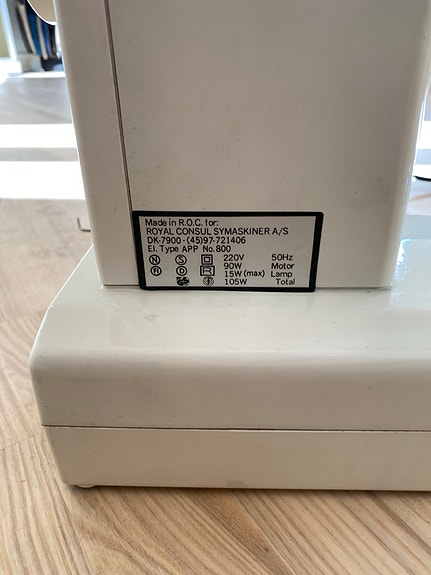 Made in R.O.C. for:
ROYAL CONSUL SYMASKINER A/S
DK-7900 - (45)97-721406
El. Type APP No. 800
N S 220V 50Hz
FI D R 90W Motor
15W (max) Lamp
105W Total